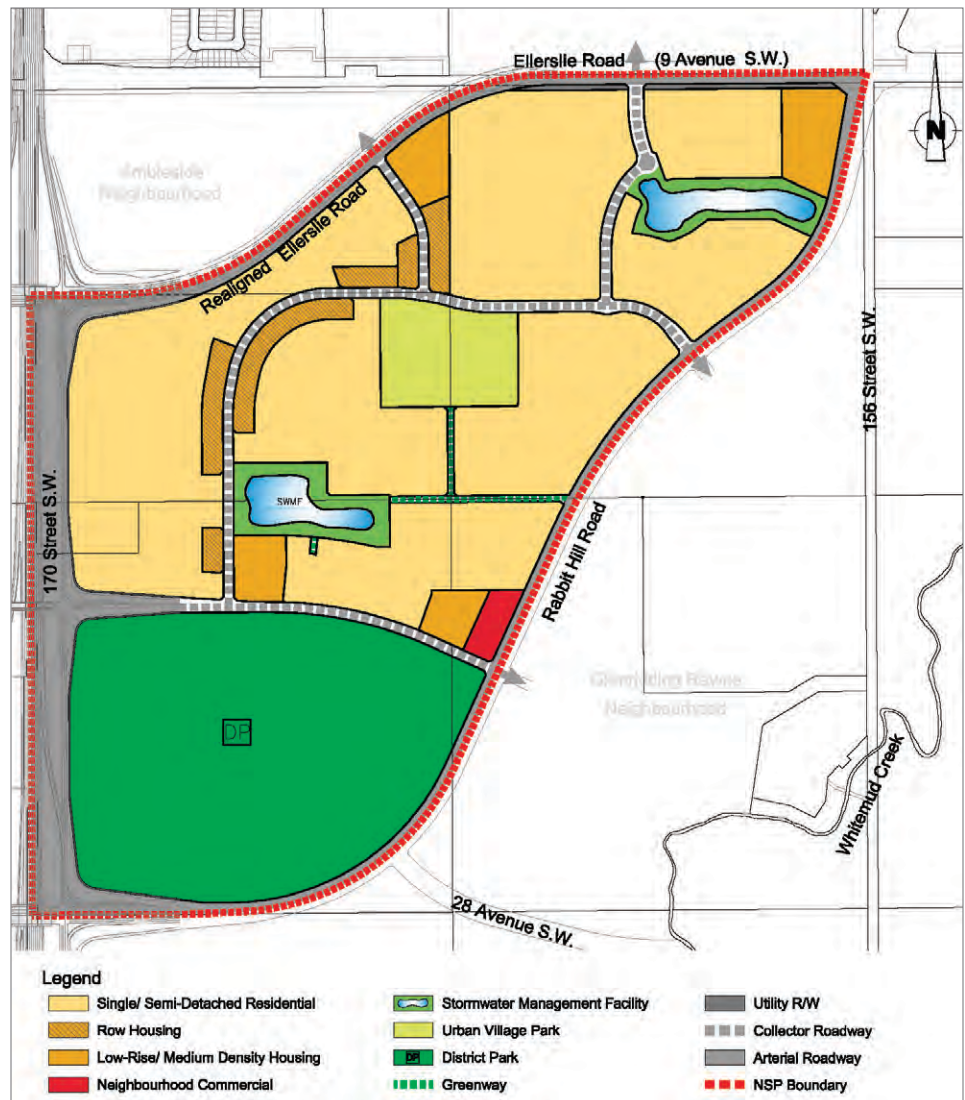 Ellerslie Road (9 Avenue S.W.)
N
Ambleside
Neighbourhood
Realigned Ellerslie Road
156 Street S.W.
170 Street S.W.
SWMF
Rabbit Hill Road
Glenridding Ravine
Neighbourhood
DP
Whitemud Creek
28 Avenue S.W.
Legend
Single/ Semi-Detached Residential
Row Housing
Low-Rise/ Medium Density Housing
Neighbourhood Commercial
Stormwater Management Facility
Urban Village Park
DP District Park
Greenway
Utility R/W
Collector Roadway
Arterial Roadway
NSP Boundary